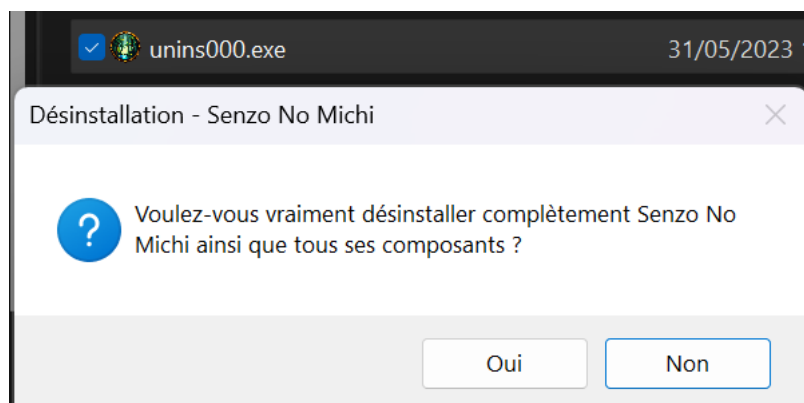 unins000.exe 31/05/2023
Désinstallation - Senzo No Michi
Voulez-vous vraiment désinstaller complètement Senzo No
Michi ainsi que tous ses composants ?
Oui Non